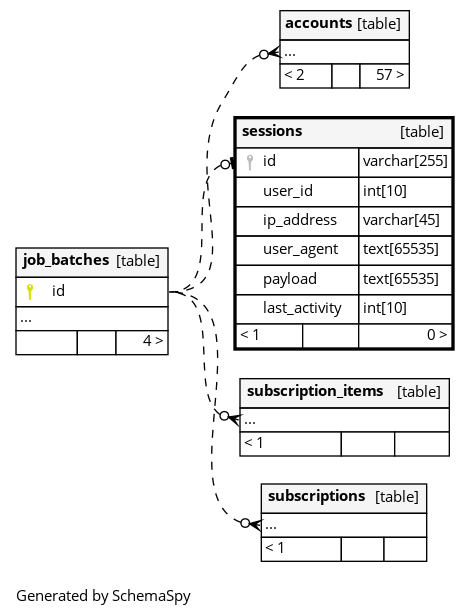 accounts [table]
...
< 2 57 >
sessions [table]
id varchar[255]
user_id int[10]
ip_address varchar[45]
user_agent text[65535]
payload text[65535]
last_activity int[10]
< 1 0 >
job_batches [table]
id
...
4 >
subscription_items [table]
...
< 1
subscriptions [table]
...
< 1
Generated by SchemaSpy